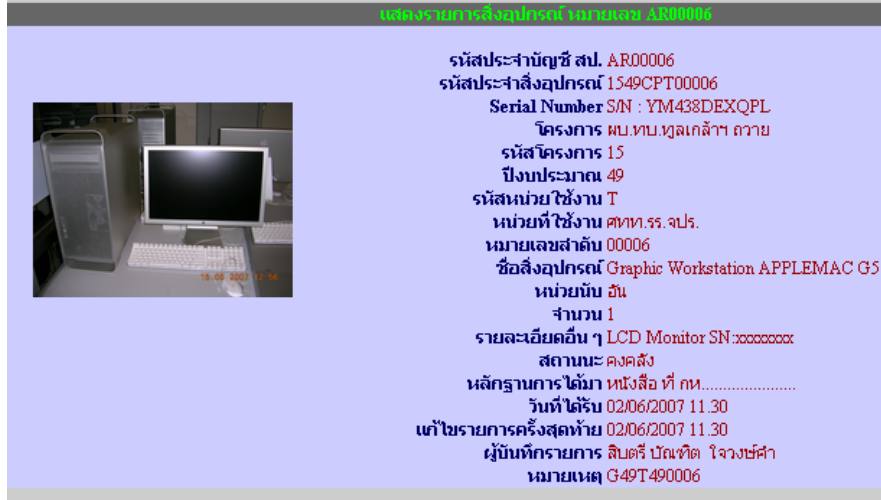 แสดงรายการสิ่งอุปกรณ์ หมายเลข AR00006
รหัสประจำบัญชี สป. AR00006
รหัสประจำสิ่งอุปกรณ์ 1549CPT00006
Serial Number S/N : YM438DEXQPL
โครงการ ผบ.ทบ.ทูลเกล้าฯ ถวาย
รหัสโครงการ 15
ปีงบประมาณ 49
รหัสหน่วยใช้งาน T
หน่วยที่ใช้งาน ศทท.รร.จปร.
หมายเลขลำดับ 00006
ชื่อสิ่งอุปกรณ์ Graphic Workstation APPLEMAC G5
หน่วยนับ อัน
จำนวน 1
รายละเอียดอื่น ๆ LCD Monitor SN:xxxxxxxx
สถานนะ คงคลัง
หลักฐานการได้มา หนังสือ ที่ กห......................
วันที่ได้รับ 02/06/2007 11.30
แก้ไขรายการครั้งสุดท้าย 02/06/2007 11.30
ผู้บันทึกรายการ สิบตรี บัณฑิต ใจวงษ์คำ
หมายเหตุ G49T490006